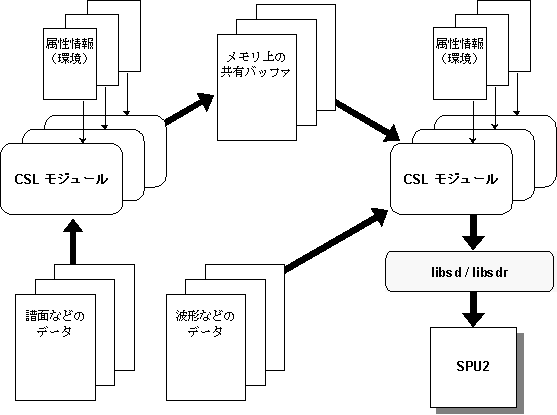 属性情報
(環境)
メモリ上の
共有バッファ
属性情報
(環境)
CSL モジュール
CSL モジュール
libsd / libsdr
譜面などの
データ
波形などの
データ
SPU2